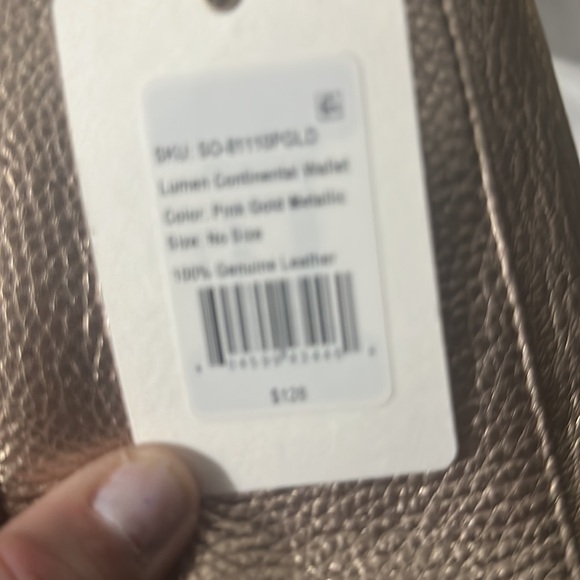 SKU: SO-81110PGLD
Lumen Continental Wallet
Color: Pink Gold Metallic
Size: No Size
100% Genuine Leather
$128